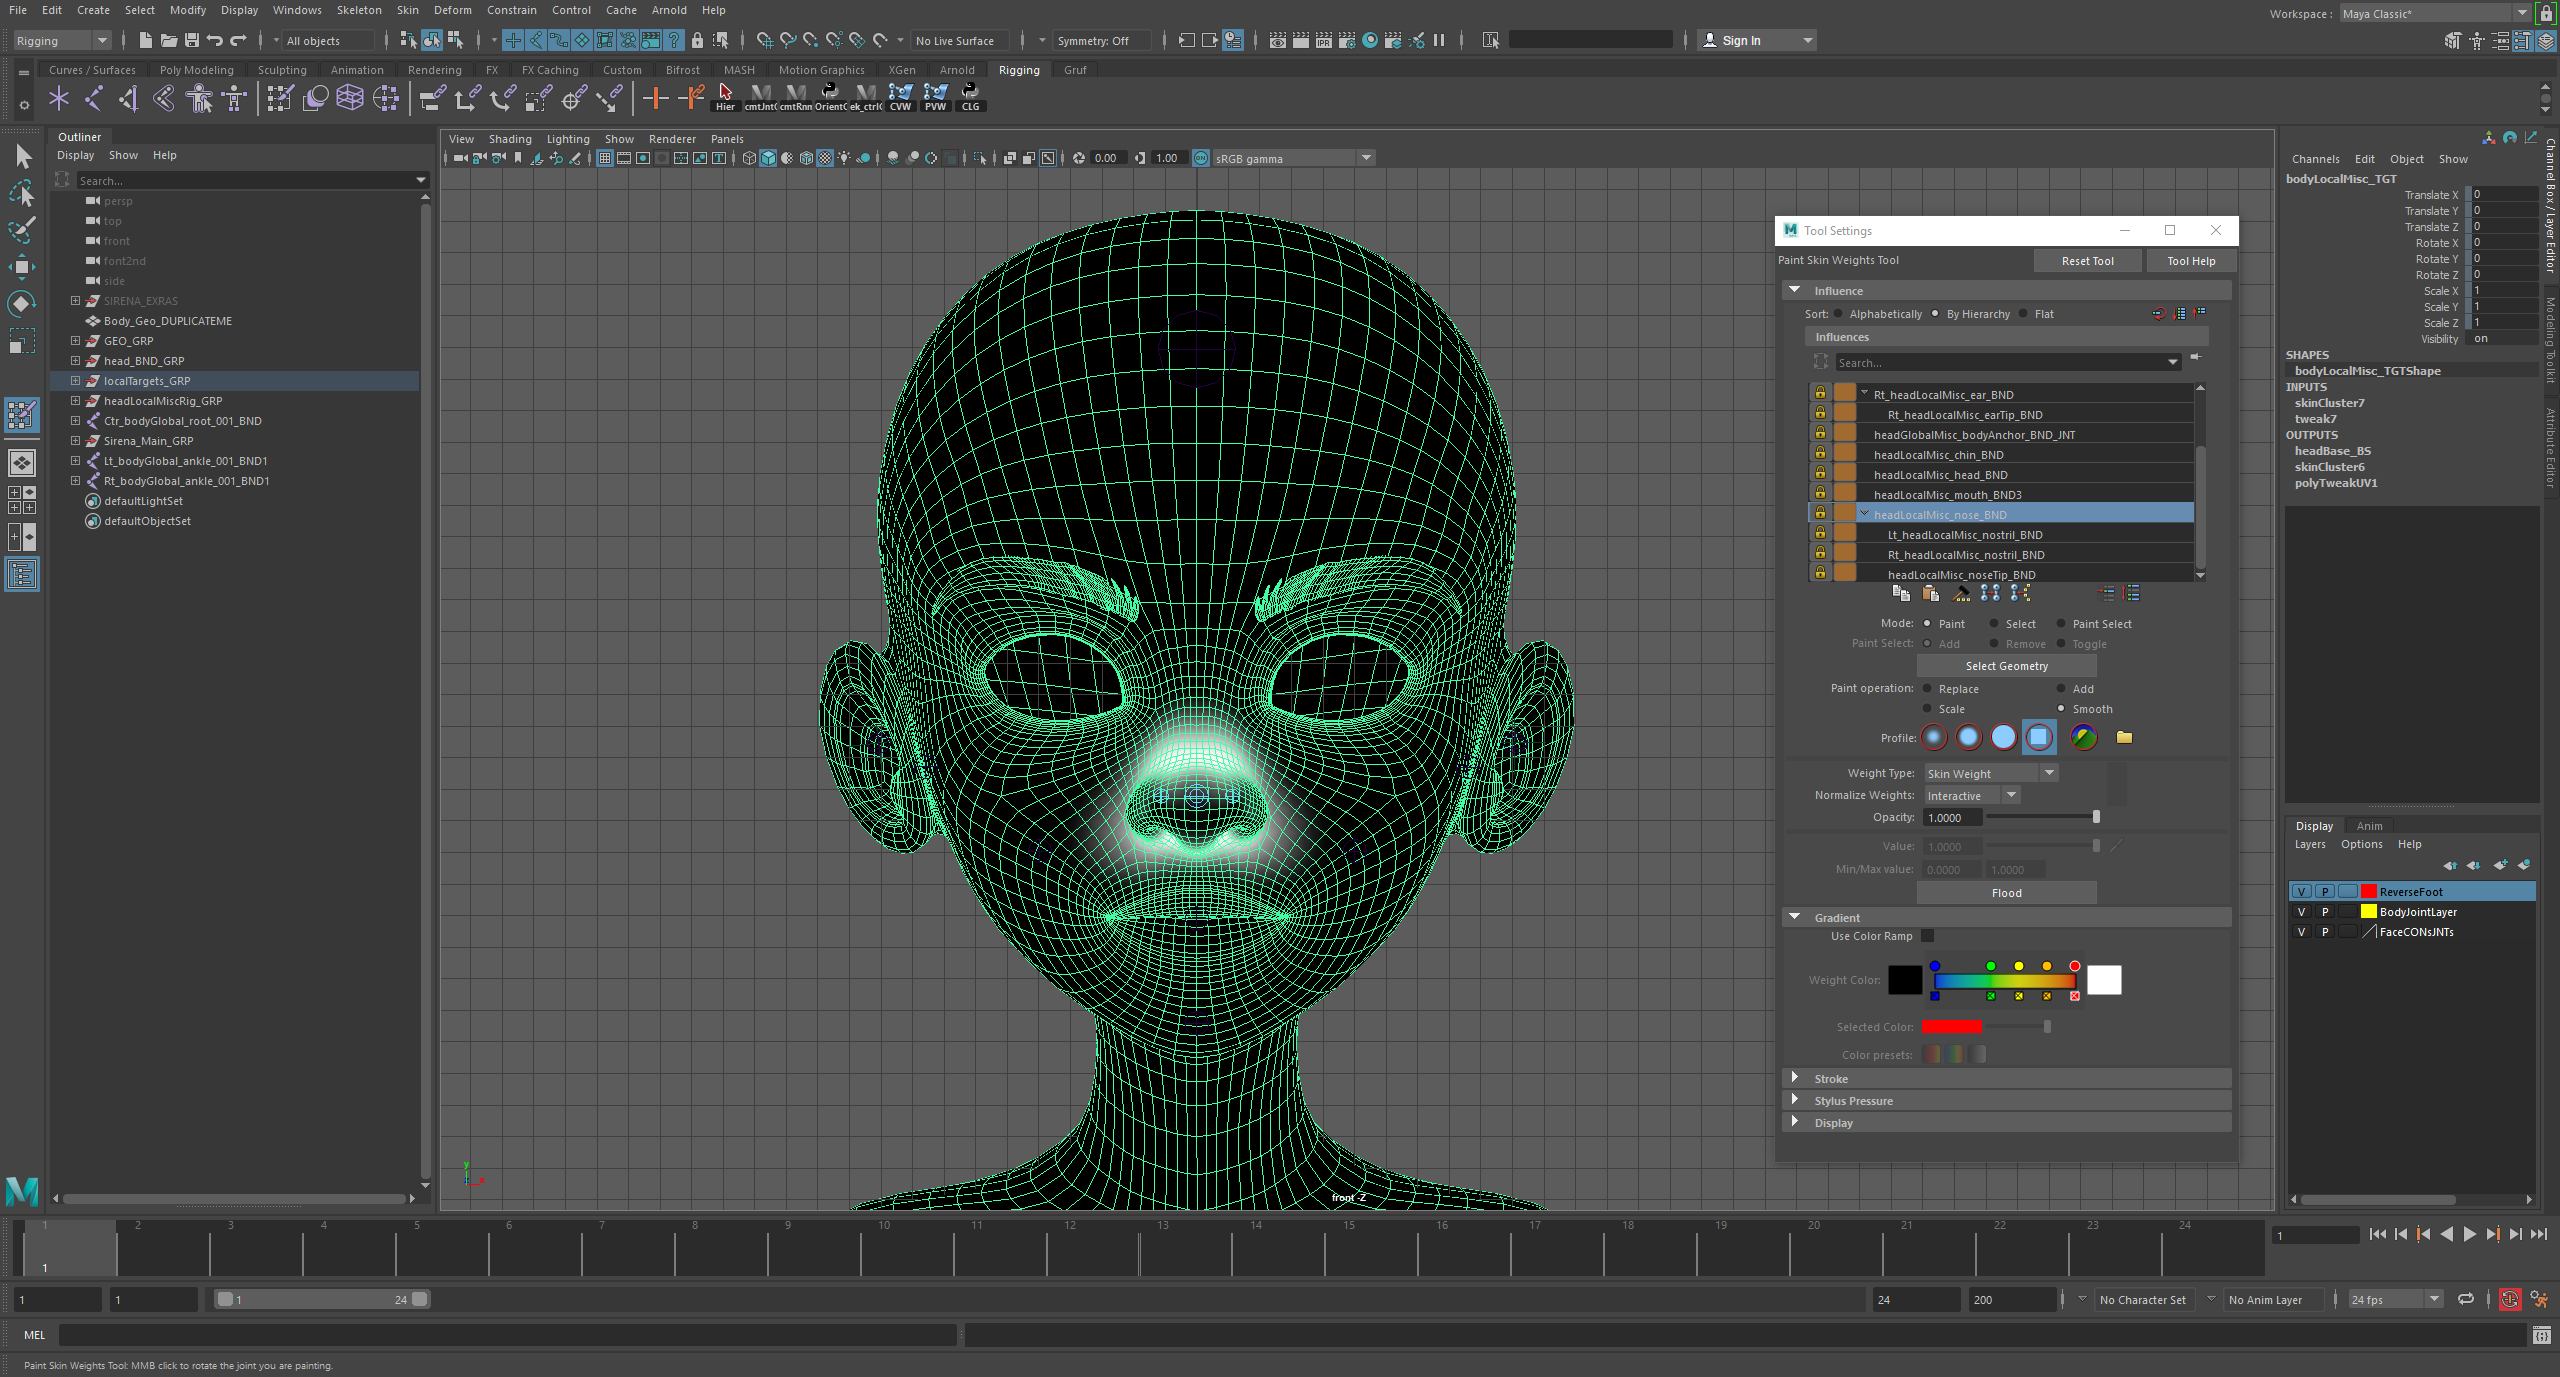 File Edit Create Select Modify Display Windows Skeleton Skin Deform Constrain Control Cache Arnold Help
Workspace : Maya Classic*
Rigging All objects No Live Surface Symmetry: Off Sign In
Curves / Surfaces Poly Modeling Sculpting Animation Rendering FX FX Caching Custom Bifrost MASH Motion Graphics XGen Arnold Rigging Gruf
Hier cmtJnt cmtRnm Orient ek_ctrl CVW PVW CLG
Outliner
Display Show Help
Search...
persp
top
front
font2nd
side
SIRENA_EXRAS
Body_Geo_DUPLICATEME
GEO_GRP
head_BND_GRP
localTargets_GRP
headLocalMiscRig_GRP
Ctr_bodyGlobal_root_001_BND
Sirena_Main_GRP
Lt_bodyGlobal_ankle_001_BND1
Rt_bodyGlobal_ankle_001_BND1
defaultLightSet
defaultObjectSet
View Shading Lighting Show Renderer Panels
0.00 1.00 ON sRGB gamma
y x
front -Z
Tool Settings
Paint Skin Weights Tool Reset Tool Tool Help
Influence
Sort: Alphabetically By Hierarchy Flat
Influences
Search...
Rt_headLocalMisc_ear_BND
Rt_headLocalMisc_earTip_BND
headGlobalMisc_bodyAnchor_BND_JNT
headLocalMisc_chin_BND
headLocalMisc_head_BND
headLocalMisc_mouth_BND3
headLocalMisc_nose_BND
Lt_headLocalMisc_nostril_BND
Rt_headLocalMisc_nostril_BND
headLocalMisc_noseTip_BND
Mode: Paint Select Paint Select
Paint Select: Add Remove Toggle
Select Geometry
Paint operation: Replace Add
Scale Smooth
Profile:
Weight Type: Skin Weight
Normalize Weights: Interactive
Opacity: 1.0000
Value: 1.0000
Min/Max value: 0.0000 1.0000
Flood
Gradient
Use Color Ramp
Weight Color:
Selected Color:
Color presets:
Stroke
Stylus Pressure
Display
Channels Edit Object Show
bodyLocalMisc_TGT
Translate X 0
Translate Y 0
Translate Z 0
Rotate X 0
Rotate Y 0
Rotate Z 0
Scale X 1
Scale Y 1
Scale Z 1
Visibility on
SHAPES
bodyLocalMisc_TGTShape
INPUTS
skinCluster7
tweak7
OUTPUTS
headBase_BS
skinCluster6
polyTweakUV1
Channel Box / Layer Editor
Modeling Toolkit
Attribute Editor
Display Anim
Layers Options Help
V P ReverseFoot
V P BodyJointLayer
V P FaceCONsJNTs
1 2 3 4 5 6 7 8 9 10 11 12 13 14 15 16 17 18 19 20 21 22 23 24
1
1
1 1 1 24 24 200 No Character Set No Anim Layer 24 fps
MEL
Paint Skin Weights Tool: MMB click to rotate the joint you are painting.